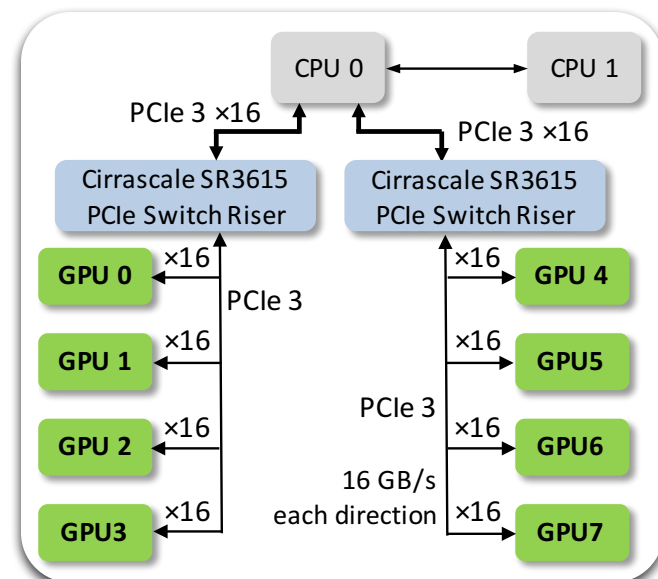 CPU 0
CPU 1
PCIe 3 ×16
PCIe 3 ×16
Cirrascale SR3615
PCIe Switch Riser
Cirrascale SR3615
PCIe Switch Riser
×16
GPU 0
PCIe 3
×16
GPU 1
×16
GPU 2
×16
GPU3
×16
GPU 4
×16
GPU5
PCIe 3
×16
GPU6
16 GB/s
each direction
×16
GPU7